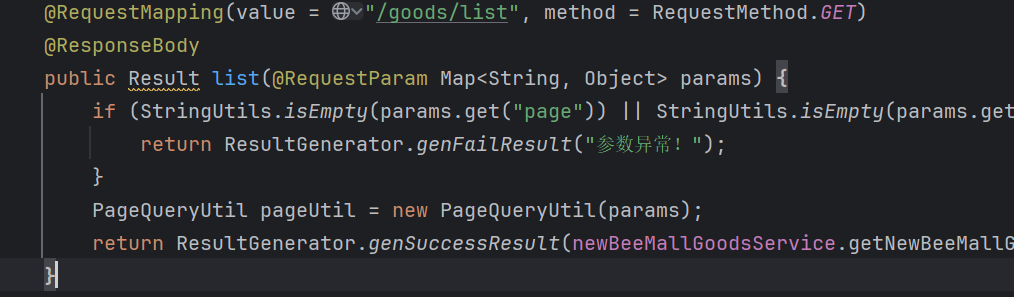 @RequestMapping(value = "/goods/list", method = RequestMethod.GET)
@ResponseBody
public Result list(@RequestParam Map<String, Object> params) {
if (StringUtils.isEmpty(params.get("page")) || StringUtils.isEmpty(params.get
return ResultGenerator.genFailResult("参数异常！");
}
PageQueryUtil pageUtil = new PageQueryUtil(params);
return ResultGenerator.genSuccessResult(newBeeMallGoodsService.getNewBeeMallG
}